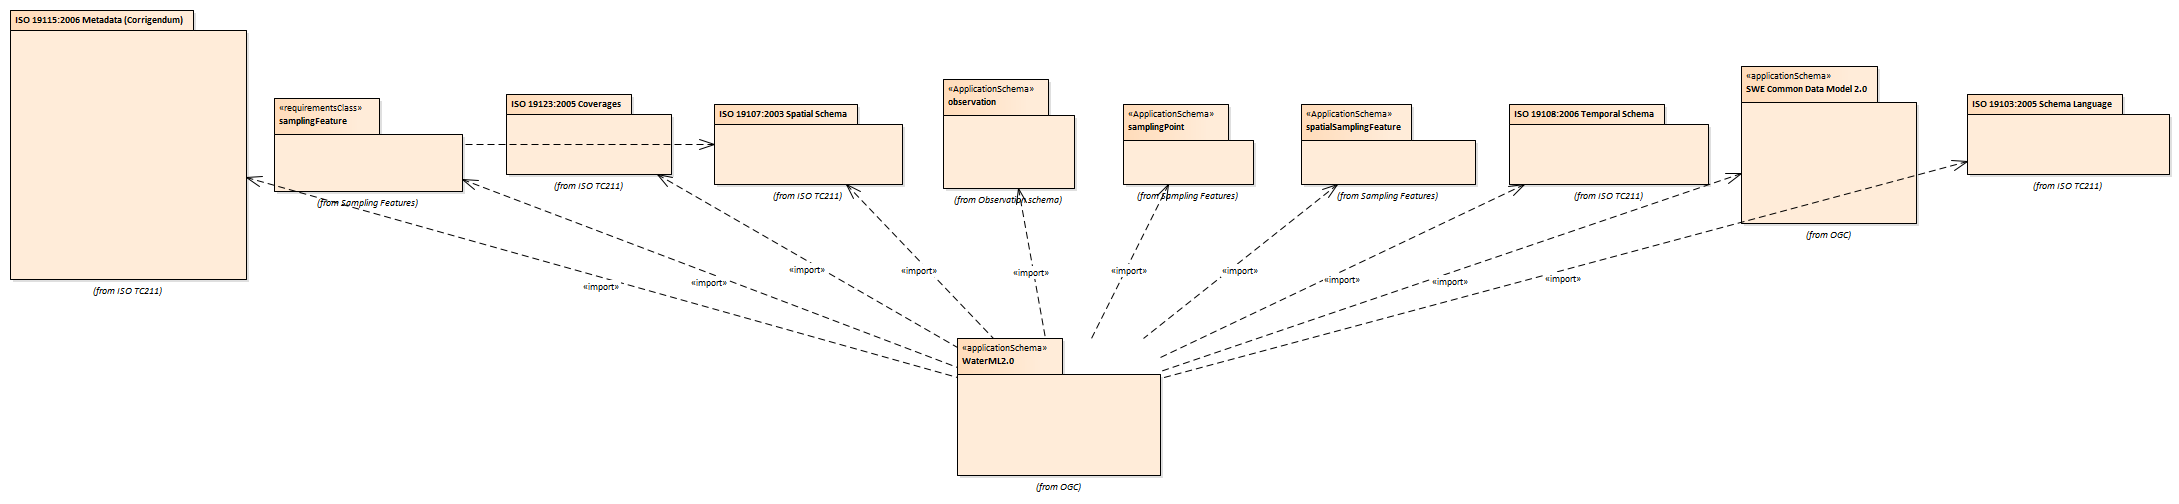 ISO 19115:2006 Metadata (Corrigendum)
(from ISO TC211)
«requirementsClass»
samplingFeature
(from Sampling Features)
ISO 19123:2005 Coverages
(from ISO TC211)
ISO 19107:2003 Spatial Schema
(from ISO TC211)
«ApplicationSchema»
observation
(from Observation schema)
«ApplicationSchema»
samplingPoint
(from Sampling Features)
«ApplicationSchema»
spatialSamplingFeature
(from Sampling Features)
ISO 19108:2006 Temporal Schema
(from ISO TC211)
«applicationSchema»
SWE Common Data Model 2.0
(from OGC)
ISO 19103:2005 Schema Language
(from ISO TC211)
«import»
«import»
«import»
«import»
«import»
«import»
«import»
«import»
«import»
«import»
«applicationSchema»
WaterML2.0
(from OGC)